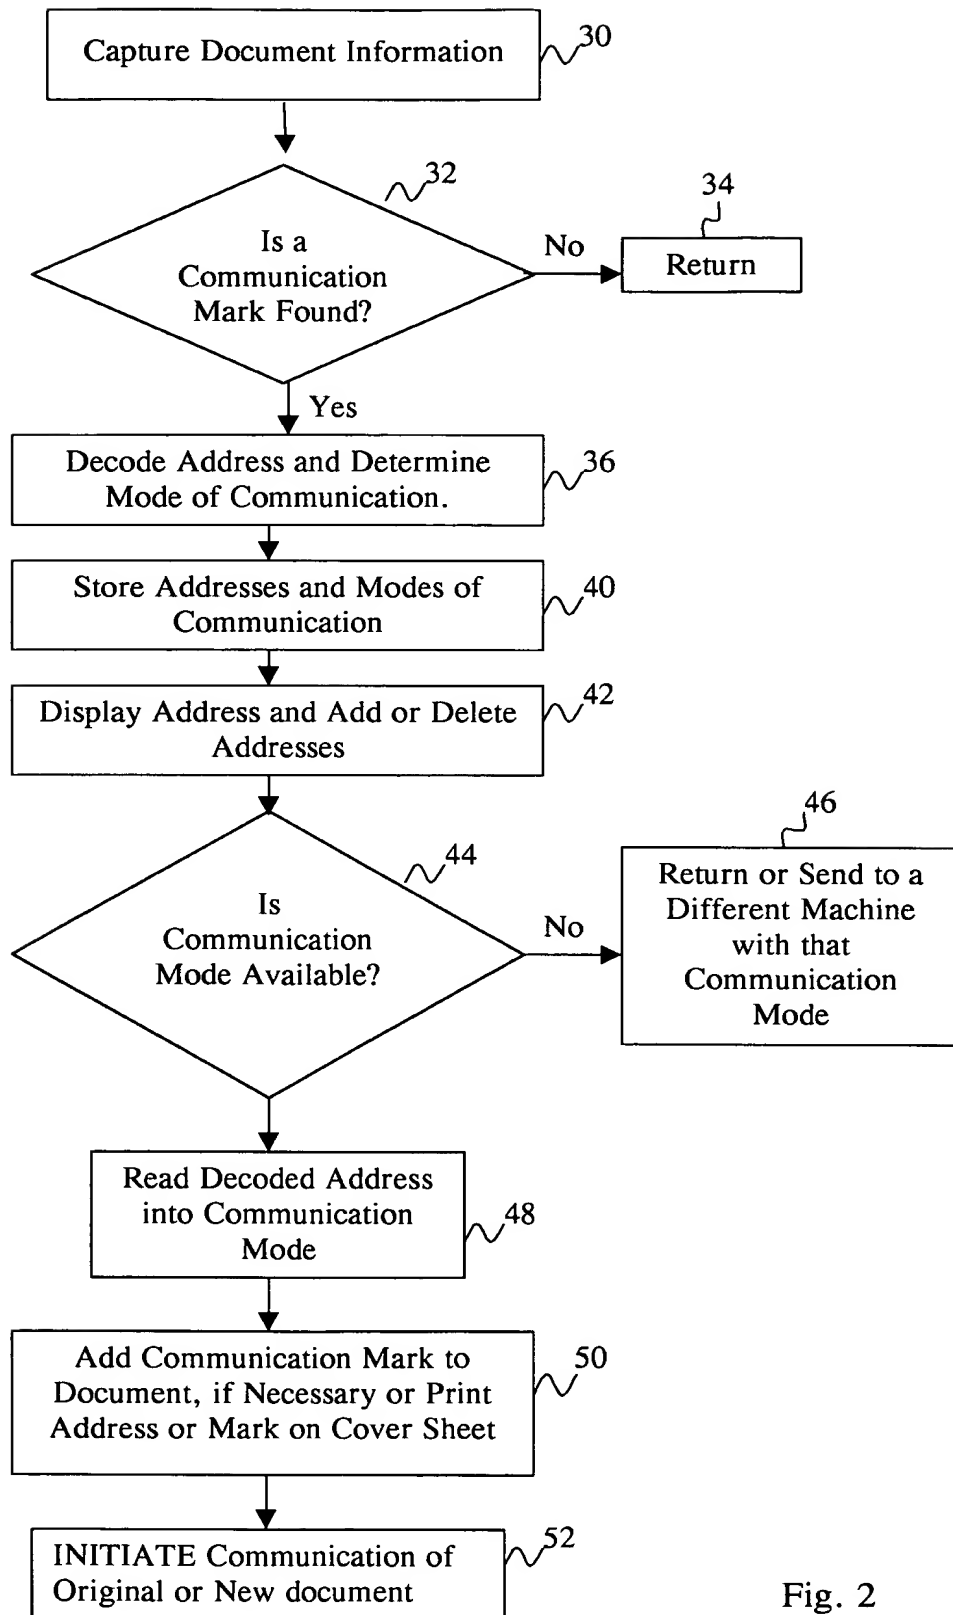 Capture Document Information
30
Is a
Communication
Mark Found?
32
No
34
Return
Yes
Decode Address and Determine
Mode of Communication.
36
Store Addresses and Modes of
Communication
40
Display Address and Add or Delete
Addresses
42
Is
Communication
Mode Available?
44
No
46
Return or Send to a
Different Machine
with that
Communication
Mode
Read Decoded Address
into Communication
Mode
48
Add Communication Mark to
Document, if Necessary or Print
Address or Mark on Cover Sheet
50
INITIATE Communication of
Original or New document
52
Fig. 2